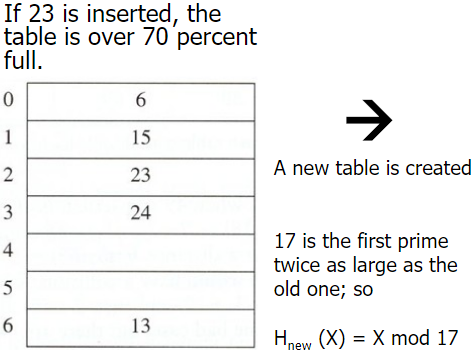 If 23 is inserted, the
table is over 70 percent
full.
0 6
1 15
2 23
3 24
4
5
6 13
→
A new table is created
17 is the first prime
twice as large as the
old one; so
Hnew (X) = X mod 17